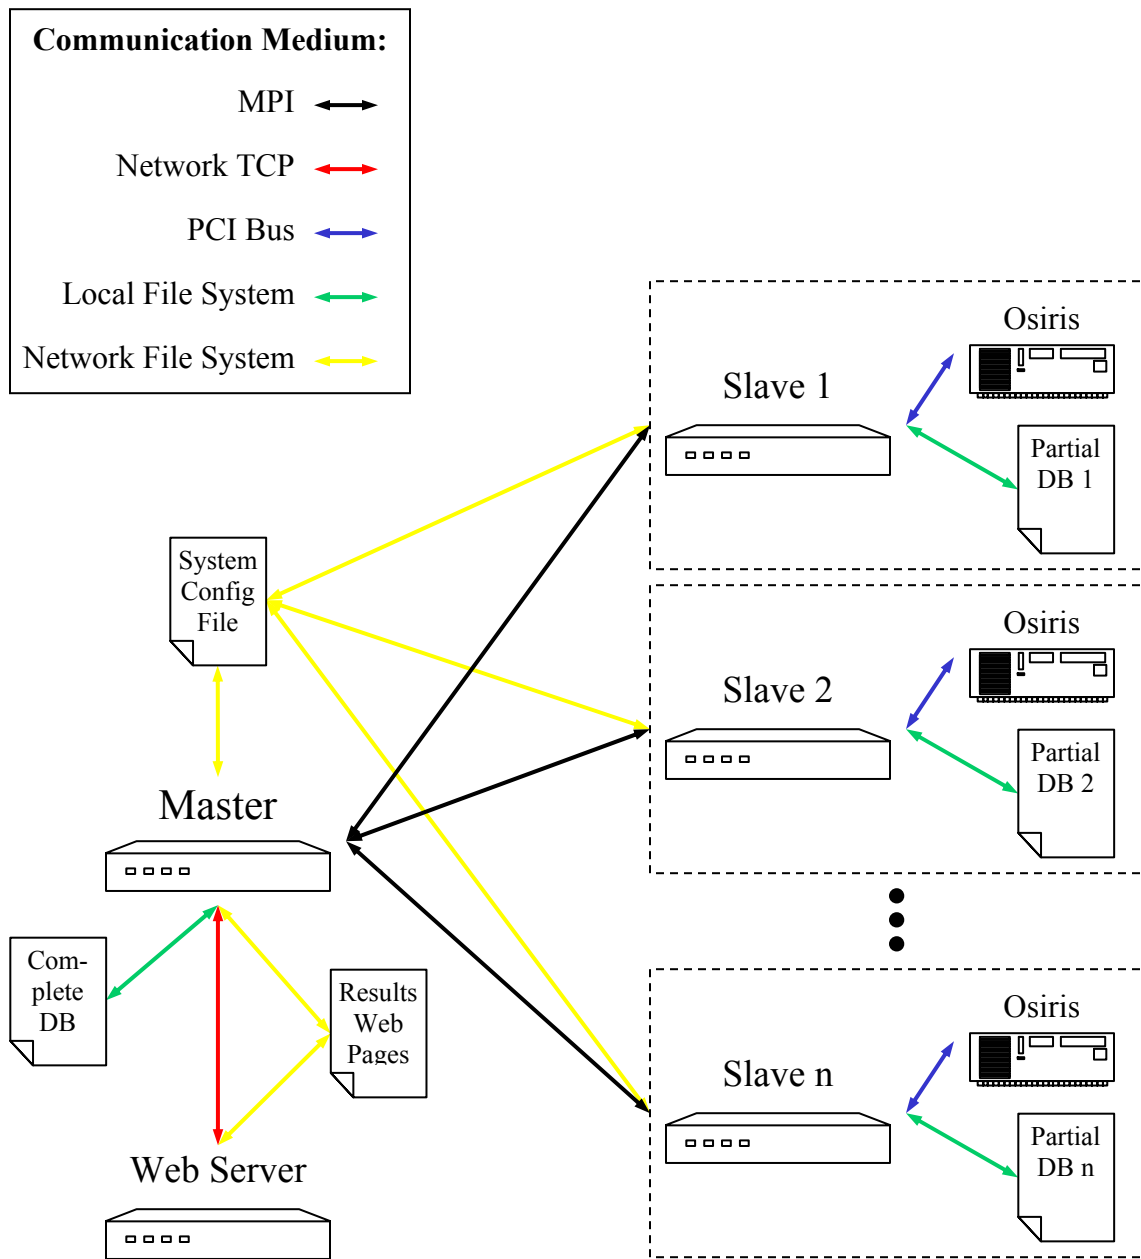 Communication Medium:
MPI
Network TCP
PCI Bus
Local File System
Network File System
Osiris
Slave 1
Partial
DB 1
System
Config
File
Osiris
Slave 2
Partial
DB 2
Master
Com-
plete
DB
Results
Web
Pages
Osiris
Slave n
Partial
DB n
Web Server